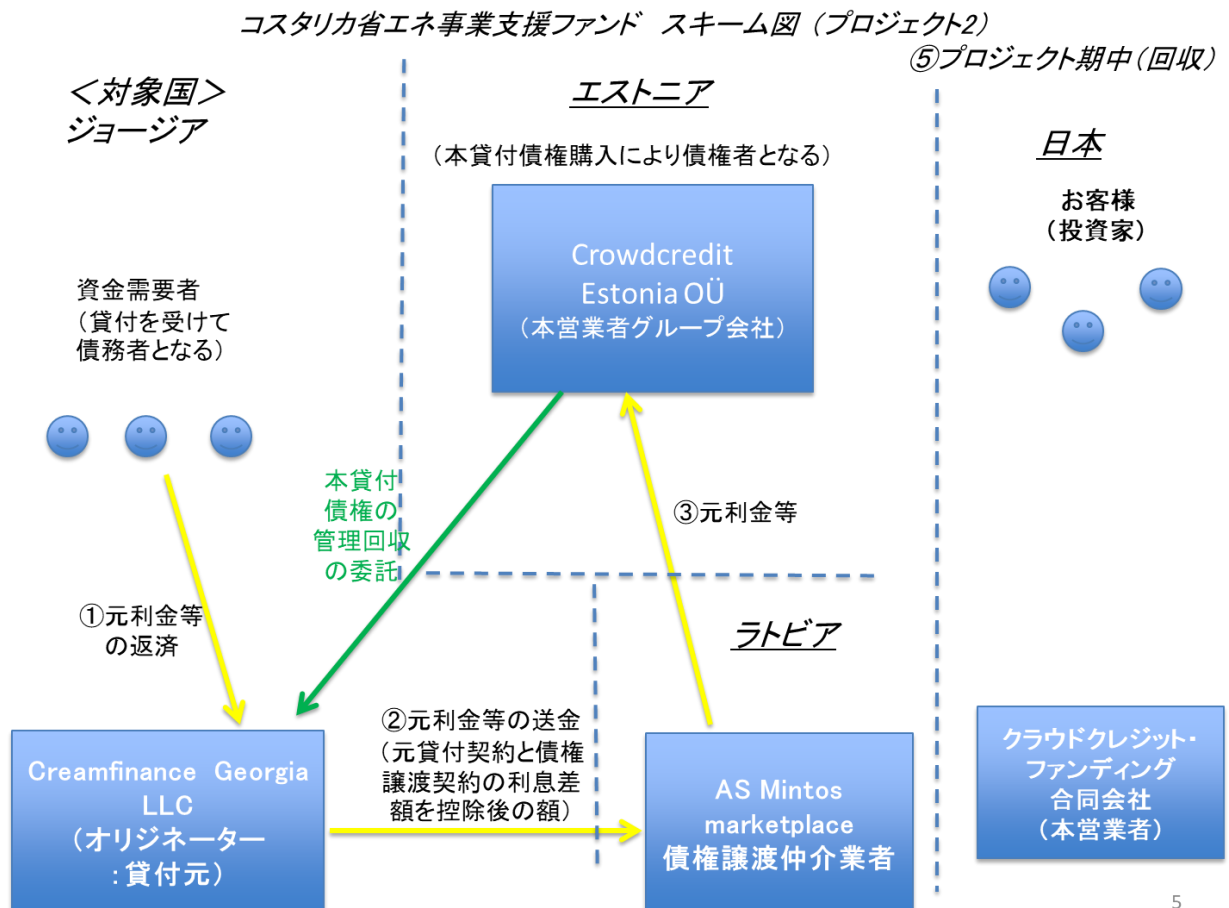 コスタリカ省エネ事業支援ファンド　スキーム図（プロジェクト2）
⑤プロジェクト期中（回収）
＜対象国＞
ジョージア
エストニア
日本
（本貸付債権購入により債権者となる）
お客様
（投資家）
Crowdcredit
Estonia OÜ
（本営業者グループ会社）
資金需要者
（貸付を受けて
債務者となる）
本貸付
債権の
管理回収
の委託
③元利金等
①元利金等
の返済
ラトビア
②元利金等の送金
（元貸付契約と債権
譲渡契約の利息差
額を控除後の額）
Creamfinance Georgia
LLC
（オリジネーター
：貸付元）
AS Mintos
marketplace
債権譲渡仲介業者
クラウドクレジット・
ファンディング
合同会社
（本営業者）
5